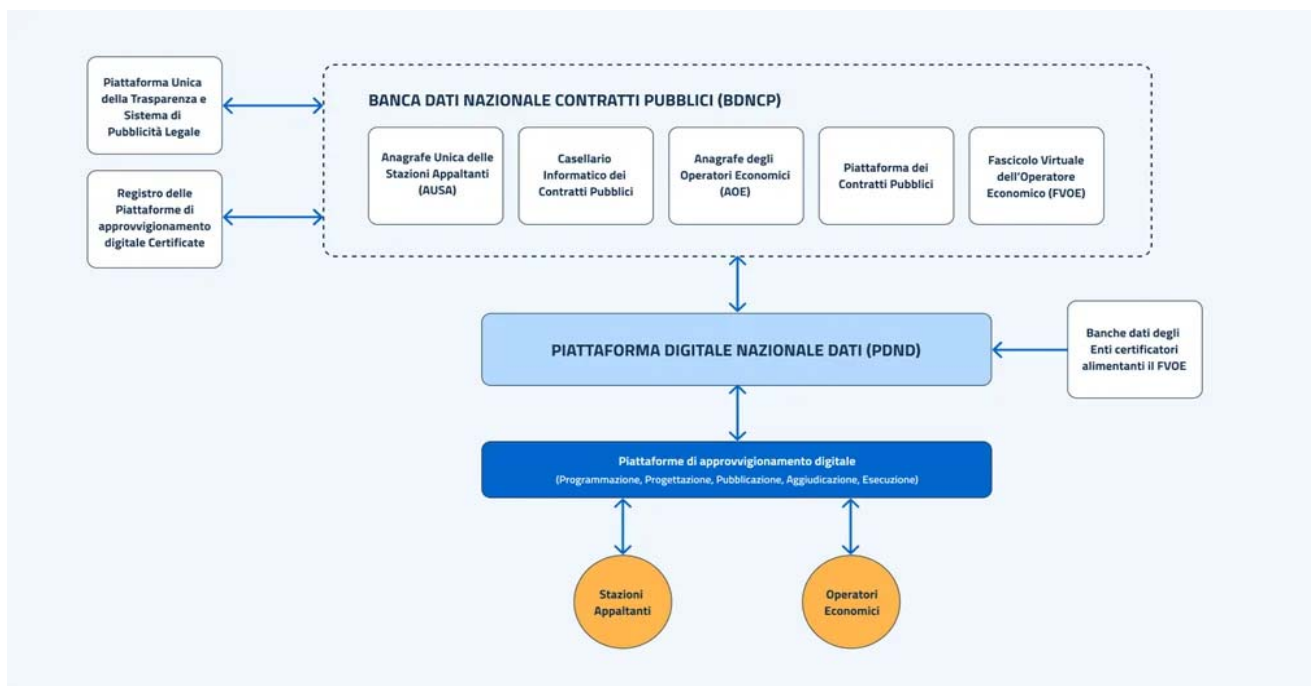 Piattaforma Unica
della Trasparenza e
Sistema di
Pubblicità Legale
Registro delle
Piattaforme di
approvvigionamento
digitale Certificate
BANCA DATI NAZIONALE CONTRATTI PUBBLICI (BDNCP)
Anagrafe Unica delle
Stazioni Appaltanti
(AUSA)
Casellario
Informatico dei
Contratti Pubblici
Anagrafe degli
Operatori Economici
(AOE)
Piattaforma dei
Contratti Pubblici
Fascicolo Virtuale
dell'Operatore
Economico (FVOE)
PIATTAFORMA DIGITALE NAZIONALE DATI (PDND)
Banche dati degli
Enti certificatori
alimentanti il FVOE
Piattaforme di approvvigionamento digitale
(Programmazione, Progettazione, Pubblicazione, Aggiudicazione, Esecuzione)
Stazioni
Appaltanti
Operatori
Economici